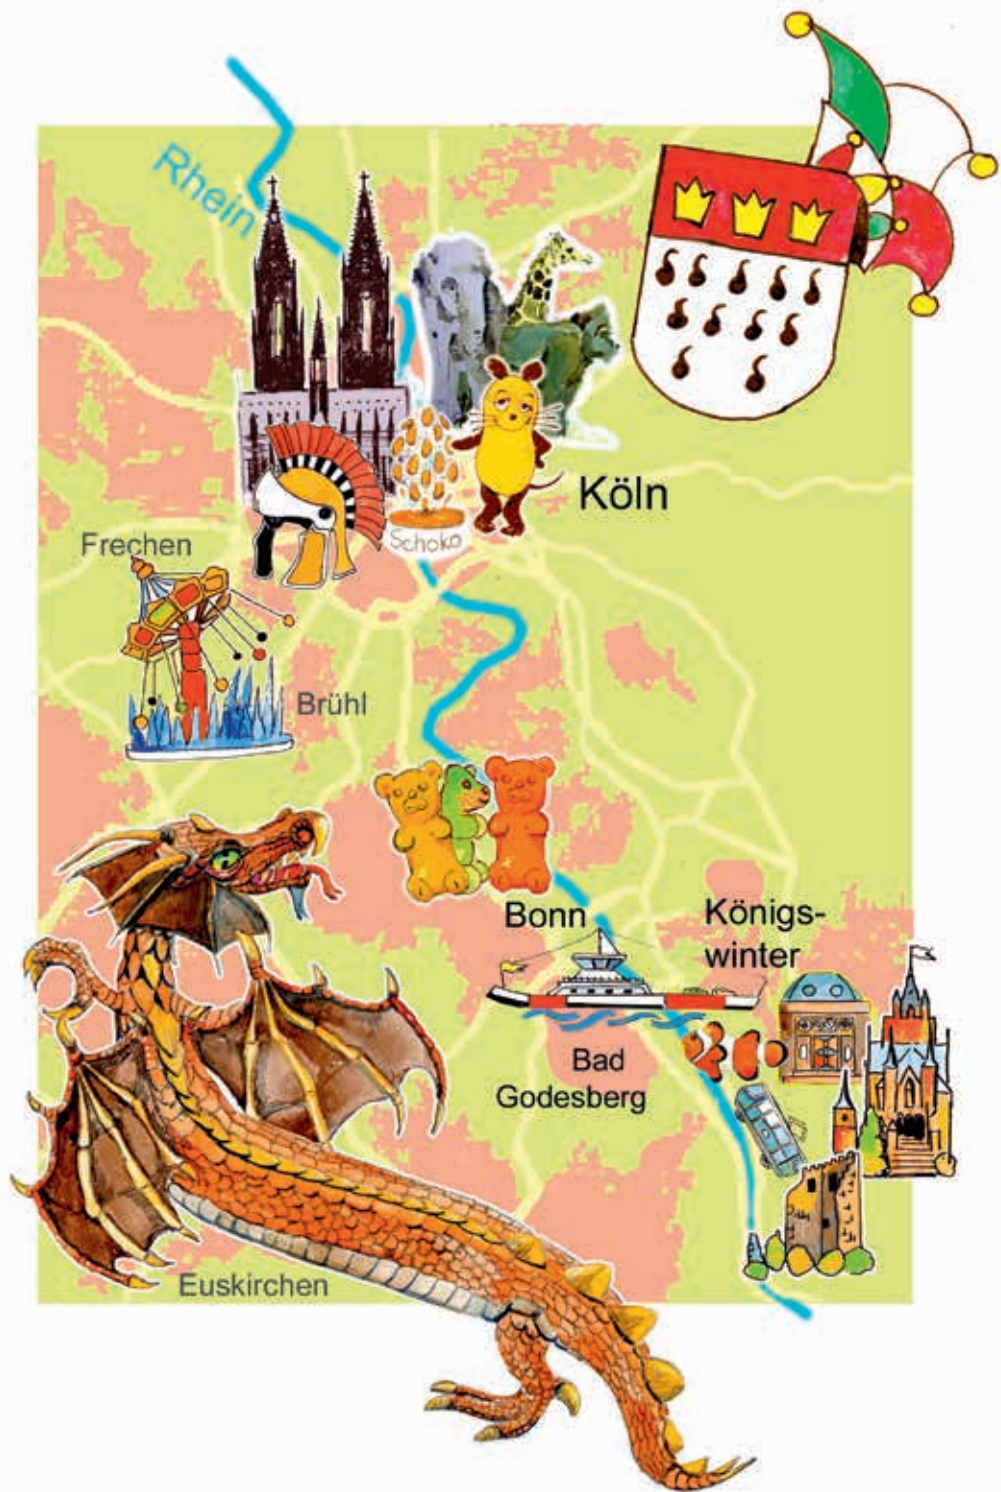 Rhein
Köln
Schoko
Frechen
Brühl
Bonn
Königs-
winter
Bad
Godesberg
Euskirchen